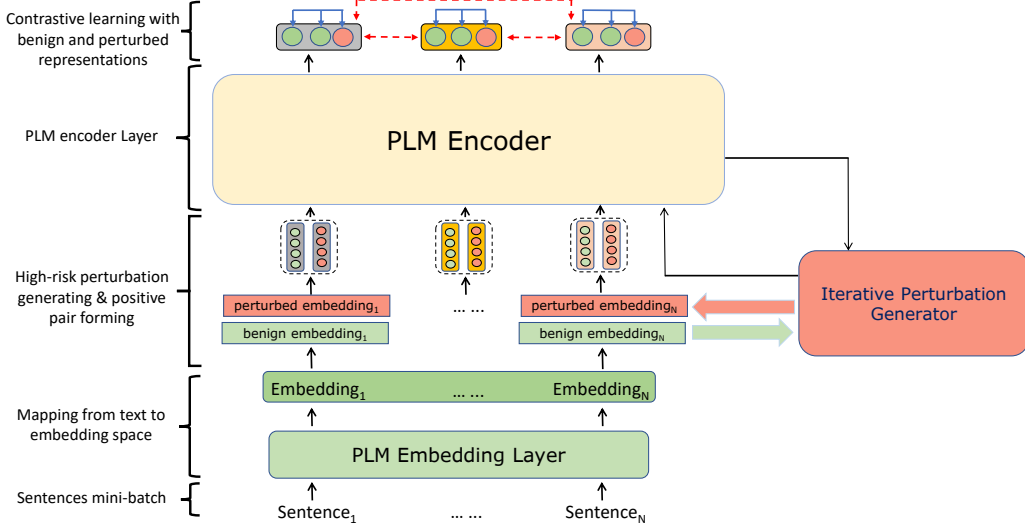 Contrastive learning with
benign and perturbed
representations
PLM encoder Layer
PLM Encoder
High-risk perturbation
generating & positive
pair forming
perturbed embedding₁
benign embedding₁
... ...
perturbed embeddingN
benign embeddingN
Iterative Perturbation
Generator
Mapping from text to
embedding space
Embedding₁ ... ... EmbeddingN
PLM Embedding Layer
Sentences mini-batch
Sentence₁ ... ... SentenceN